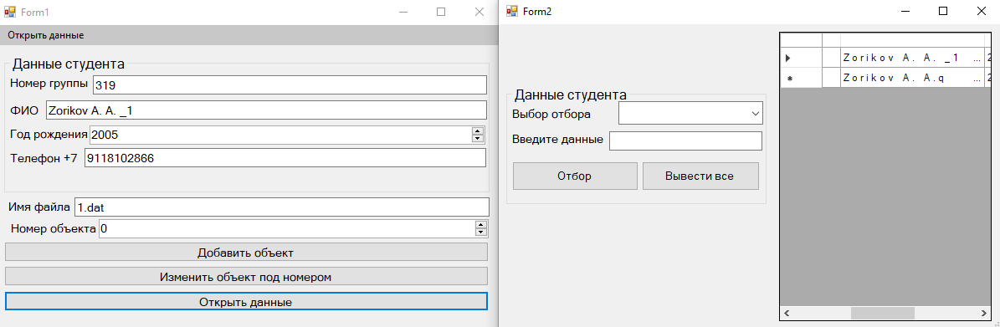 Form1
Открыть данные
Данные студента
Номер группы 319
ФИО Zorikov A. A. _1
Год рождения 2005
Телефон +7 9118102866
Имя файла 1.dat
Номер объекта 0
Добавить объект
Изменить объект под номером
Открыть данные
Form2
Данные студента
Выбор отбора
Введите данные
Отбор Вывести все
Zorikov A. A. _1 ... 2
Zorikov A. A.q ... 2